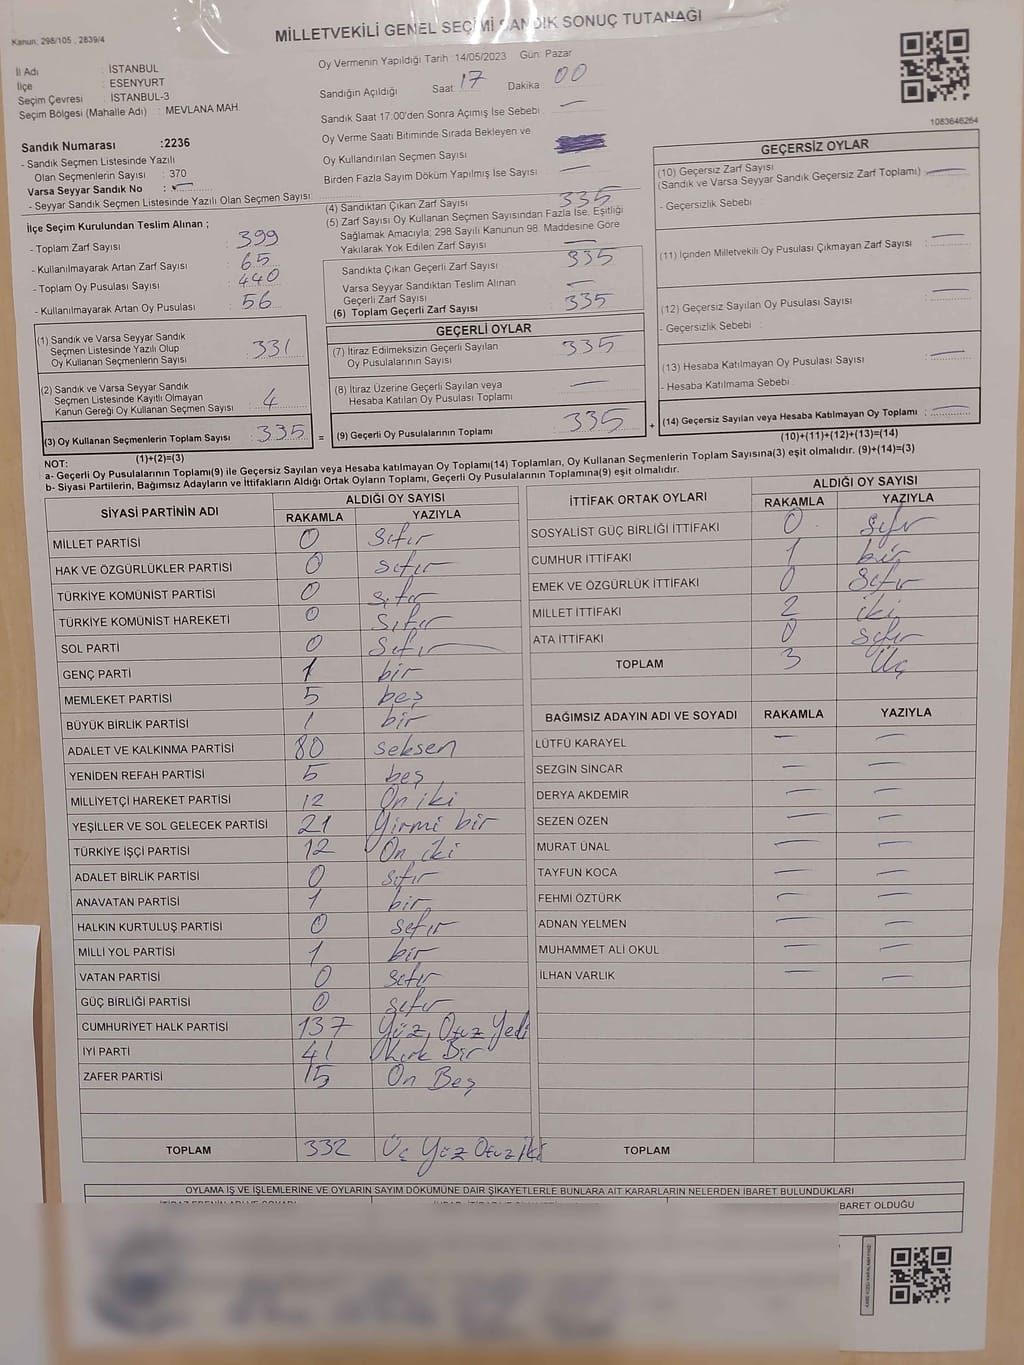 MİLLETVEKİLİ GENEL SEÇİMİ SANDIK SONUÇ TUTANAĞI
Kanun; 298/105 , 2839/4
İl Adı : İSTANBUL
İlçe : ESENYURT
Seçim Çevresi : İSTANBUL-3
Seçim Bölgesi (Mahalle Adı) : MEVLANA MAH.
Sandık Numarası :2236
- Sandık Seçmen Listesinde Yazılı
Olan Seçmenlerin Sayısı : 370
Varsa Seyyar Sandık No :
- Seyyar Sandık Seçmen Listesinde Yazılı Olan Seçmen Sayısı:
Oy Vermenin Yapıldığı Tarih :14/05/2023 Gün: Pazar
Sandığın Açıldığı Saat: 17 Dakika : 00
Sandık Saat 17:00'den Sonra Açımış İse Sebebi : —
Oy Verme Saati Bitiminde Sırada Bekleyen ve
Oy Kullandırılan Seçmen Sayısı :
Birden Fazla Sayım Döküm Yapılmış İse Sayısı : —
1083646264
İlçe Seçim Kurulundan Teslim Alınan ;
- Toplam Zarf Sayısı : 399
- Kullanılmayarak Artan Zarf Sayısı : 65
- Toplam Oy Pusulası Sayısı : 440
- Kullanılmayarak Artan Oy Pusulası : 56
(1) Sandık ve Varsa Seyyar Sandık
Seçmen Listesinde Yazılı Olup
Oy Kullanan Seçmenlerin Sayısı : 331
(2) Sandık ve Varsa Seyyar Sandık
Seçmen Listesinde Kayıtlı Olmayan
Kanun Gereği Oy Kullanan Seçmen Sayısı : 4
(3) Oy Kullanan Seçmenlerin Toplam Sayısı : 335
(1)+(2)=(3)
(4) Sandıktan Çıkan Zarf Sayısı : 335
(5) Zarf Sayısı Oy Kullanan Seçmen Sayısından Fazla İse, Eşitliği
Sağlamak Amacıyla; 298 Sayılı Kanunun 98. Maddesine Göre
Yakılarak Yok Edilen Zarf Sayısı : —
Sandıkta Çıkan Geçerli Zarf Sayısı : 335
Varsa Seyyar Sandıktan Teslim Alınan
Geçerli Zarf Sayısı : —
(6) Toplam Geçerli Zarf Sayısı : 335
GEÇERLİ OYLAR
(7) İtiraz Edilmeksizin Geçerli Sayılan
Oy Pusulalarının Sayısı : 335
(8) İtiraz Üzerine Geçerli Sayılan veya
Hesaba Katılan Oy Pusulası Toplamı : —
= (9) Geçerli Oy Pusulalarının Toplamı : 335
GEÇERSİZ OYLAR
(10) Geçersiz Zarf Sayısı : —
(Sandık ve Varsa Seyyar Sandık Geçersiz Zarf Toplamı)
- Geçersizlik Sebebi :
(11) İçinden Milletvekili Oy Pusulası Çıkmayan Zarf Sayısı : —
(12) Geçersiz Sayılan Oy Pusulası Sayısı : —
- Geçersizlik Sebebi :
(13) Hesaba Katılmayan Oy Pusulası Sayısı : —
- Hesaba Katılmama Sebebi :
+ (14) Geçersiz Sayılan veya Hesaba Katılmayan Oy Toplamı : —
(10)+(11)+(12)+(13)=(14)
NOT:
a- Geçerli Oy Pusulalarının Toplamı(9) ile Geçersiz Sayılan veya Hesaba katılmayan Oy Toplamı(14) Toplamları, Oy Kullanan Seçmenlerin Toplam Sayısına(3) eşit olmalıdır. (9)+(14)=(3)
b- Siyasi Partilerin, Bağımsız Adayların ve İttifakların Aldığı Ortak Oyların Toplamı, Geçerli Oy Pusulalarının Toplamına(9) eşit olmalıdır.
SİYASİ PARTİNİN ADI ALDIĞI OY SAYISI
RAKAMLA YAZIYLA
MİLLET PARTİSİ 0 sıfır
HAK VE ÖZGÜRLÜKLER PARTİSİ 0 sıfır
TÜRKİYE KOMÜNİST PARTİSİ 0 sıfır
TÜRKİYE KOMÜNİST HAREKETİ 0 sıfır
SOL PARTİ 0 sıfır
GENÇ PARTİ 1 bir
MEMLEKET PARTİSİ 5 beş
BÜYÜK BİRLİK PARTİSİ 1 bir
ADALET VE KALKINMA PARTİSİ 80 seksen
YENİDEN REFAH PARTİSİ 5 beş
MİLLİYETÇİ HAREKET PARTİSİ 12 On iki
YEŞİLLER VE SOL GELECEK PARTİSİ 21 Yirmi bir
TÜRKİYE İŞÇİ PARTİSİ 12 On iki
ADALET BİRLİK PARTİSİ 0 sıfır
ANAVATAN PARTİSİ 1 bir
HALKIN KURTULUŞ PARTİSİ 0 sıfır
MİLLİ YOL PARTİSİ 1 bir
VATAN PARTİSİ 0 sıfır
GÜÇ BİRLİĞİ PARTİSİ 0 sıfır
CUMHURİYET HALK PARTİSİ 137 Yüz Otuz Yedi
İYİ PARTİ 41 Kırk Bir
ZAFER PARTİSİ 15 On Beş
TOPLAM 332 Üç Yüz Otuz İki
İTTİFAK ORTAK OYLARI ALDIĞI OY SAYISI
RAKAMLA YAZIYLA
SOSYALİST GÜÇ BİRLİĞİ İTTİFAKI 0 sıfır
CUMHUR İTTİFAKI 1 bir
EMEK VE ÖZGÜRLÜK İTTİFAKI 0 sıfır
MİLLET İTTİFAKI 2 iki
ATA İTTİFAKI 0 sıfır
TOPLAM 3 Üç
BAĞIMSIZ ADAYIN ADI VE SOYADI RAKAMLA YAZIYLA
LÜTFÜ KARAYEL — —
SEZGİN SİNCAR — —
DERYA AKDEMİR — —
SEZEN ÖZEN — —
MURAT ÜNAL — —
TAYFUN KOCA — —
FEHMİ ÖZTÜRK — —
ADNAN YELMEN — —
MUHAMMET ALİ OKUL — —
İLHAN VARLIK — —
TOPLAM
OYLAMA İŞ VE İŞLEMLERİNE VE OYLARIN SAYIM DÖKÜMÜNE DAİR ŞİKAYETLERLE BUNLARA AİT KARARLARIN NELERDEN İBARET BULUNDUKLARI
BARET OLDUĞU